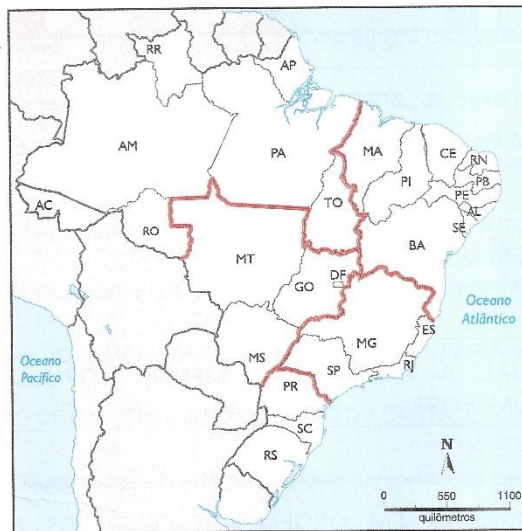 RR
AP
AM
PA
MA
CE
RN
PB
PE
AL
SE
PI
TO
AC
RO
BA
MT
DF
GO
MG
ES
MS
SP
RJ
PR
SC
RS
Oceano
Atlântico
Oceano
Pacífico
N
0 550 1100
quilômetros